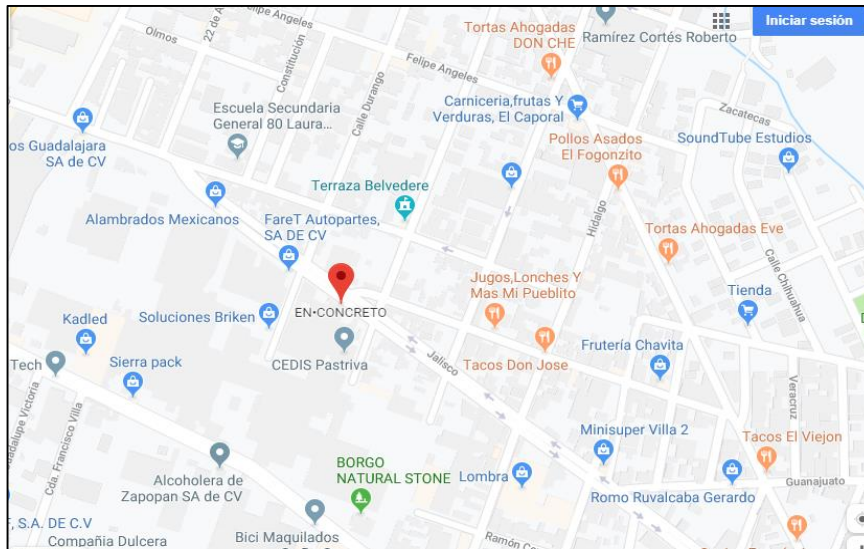 Felipe Angeles
Iniciar sesión
Tortas Ahogadas
DON CHE
Ramírez Cortés Roberto
Olmos
22 de A
Constitución
Felipe Angeles
Calle Durango
Carniceria,frutas Y
Verduras, El Caporal
Zacatecas
Escuela Secundaria
General 80 Laura...
SoundTube Estudios
Pollos Asados
El Fogonzito
os Guadalajara
SA de CV
Terraza Belvedere
Alambrados Mexicanos
FareT Autopartes,
SA DE CV
Hidalgo
Tortas Ahogadas Eve
Calle Chihuahua
Jugos,Lonches Y
Mas Mi Pueblito
Tienda
EN•CONCRETO
Soluciones Briken
Kadled
Jalisco
Frutería Chavita
Tech
Sierra pack
CEDIS Pastriva
Tacos Don Jose
Veracruz
adalupe Victoria
Cda. Francisco Villa
Minisuper Villa 2
Tacos El Viejon
BORGO
NATURAL STONE
Lombra
Guanajuato
Alcoholera de
Zapopan SA de CV
Romo Ruvalcaba Gerardo
F, S.A. DE C.V
Compañia Dulcera
Bici Maquilados
Ramón Co